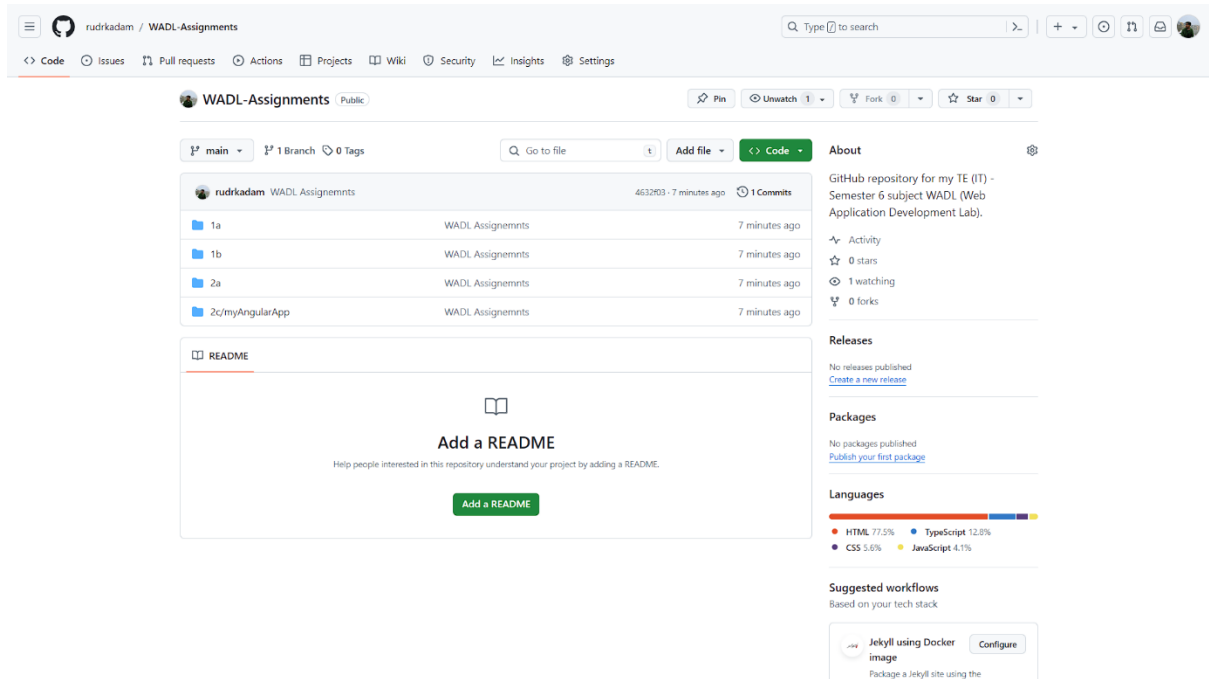 rudrkadam / WADL-Assignments
Type / to search
Code Issues Pull requests Actions Projects Wiki Security Insights Settings
WADL-Assignments Public
Pin Unwatch 1 Fork 0 Star 0
main 1 Branch 0 Tags
Go to file t Add file Code
rudrkadam WADL Assignemnts 4632f03 · 7 minutes ago 1 Commits
1a WADL Assignemnts 7 minutes ago
1b WADL Assignemnts 7 minutes ago
2a WADL Assignemnts 7 minutes ago
2c/myAngularApp WADL Assignemnts 7 minutes ago
README
Add a README
Help people interested in this repository understand your project by adding a README.
Add a README
About
GitHub repository for my TE (IT) -
Semester 6 subject WADL (Web
Application Development Lab).
Activity
0 stars
1 watching
0 forks
Releases
No releases published
Create a new release
Packages
No packages published
Publish your first package
Languages
HTML 77.5% TypeScript 12.8%
CSS 5.6% JavaScript 4.1%
Suggested workflows
Based on your tech stack
Jekyll using Docker
image
Configure
Package a Jekyll site using the